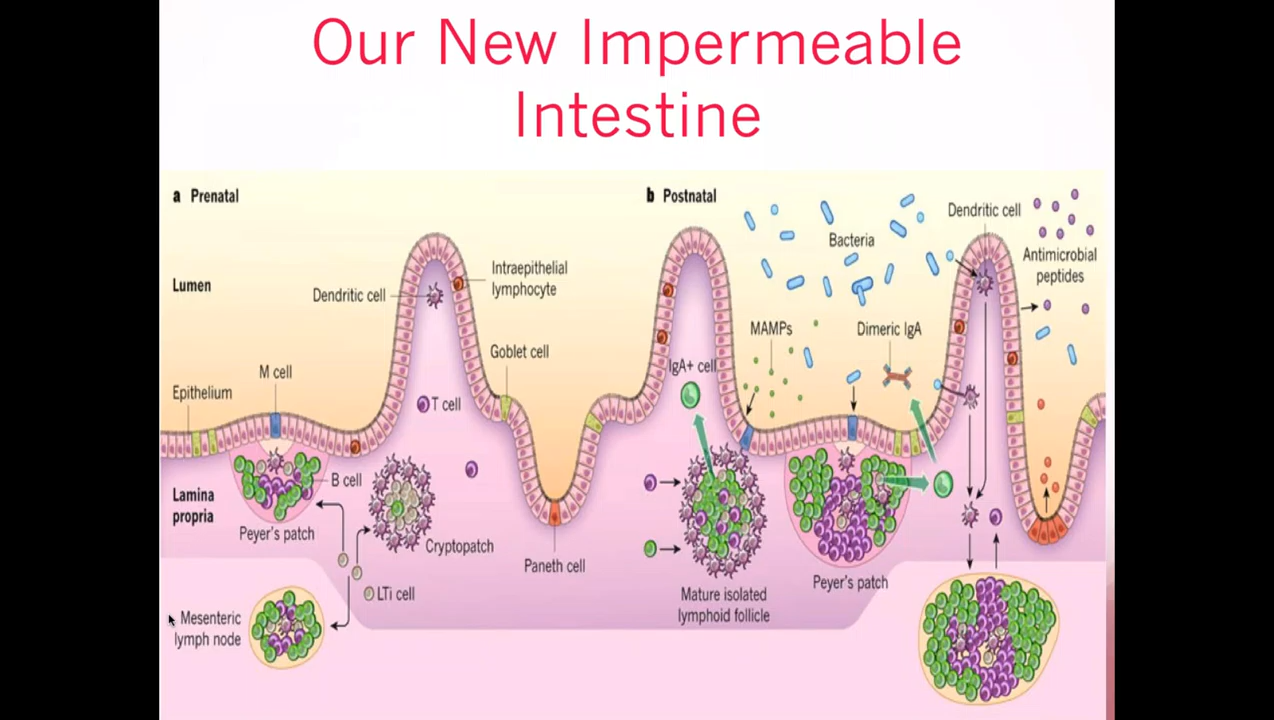 Our New Impermeable
Intestine
a Prenatal
Lumen
Dendritic cell
Intraepithelial
lymphocyte
Goblet cell
M cell
Epithelium
T cell
B cell
Lamina
propria
Peyer's patch
Cryptopatch
Paneth cell
LTi cell
Mesenteric
lymph node
b Postnatal
Bacteria
Dendritic cell
Antimicrobial
peptides
MAMPs
Dimeric IgA
IgA+ cell
Peyer's patch
Mature isolated
lymphoid follicle